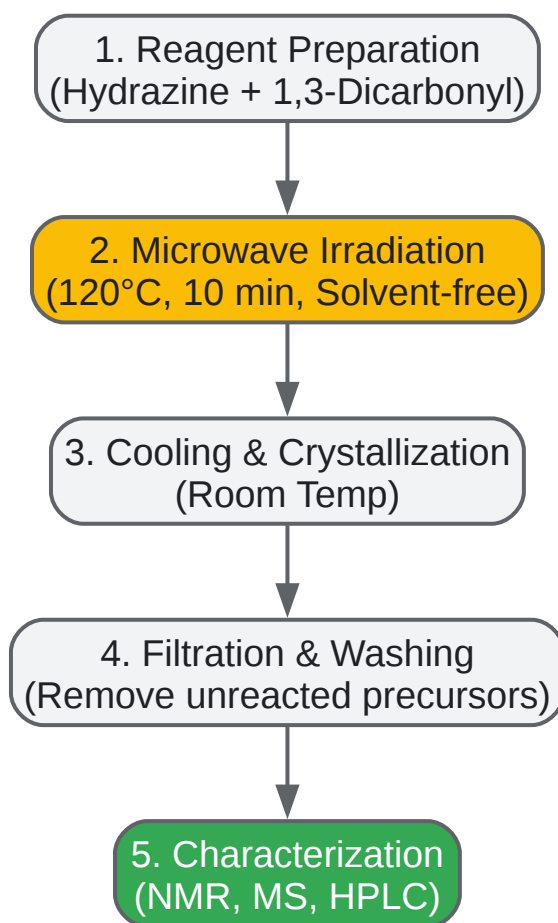 1. Reagent Preparation
(Hydrazine + 1,3-Dicarbonyl)
2. Microwave Irradiation
(120°C, 10 min, Solvent-free)
3. Cooling & Crystallization
(Room Temp)
4. Filtration & Washing
(Remove unreacted precursors)
5. Characterization
(NMR, MS, HPLC)